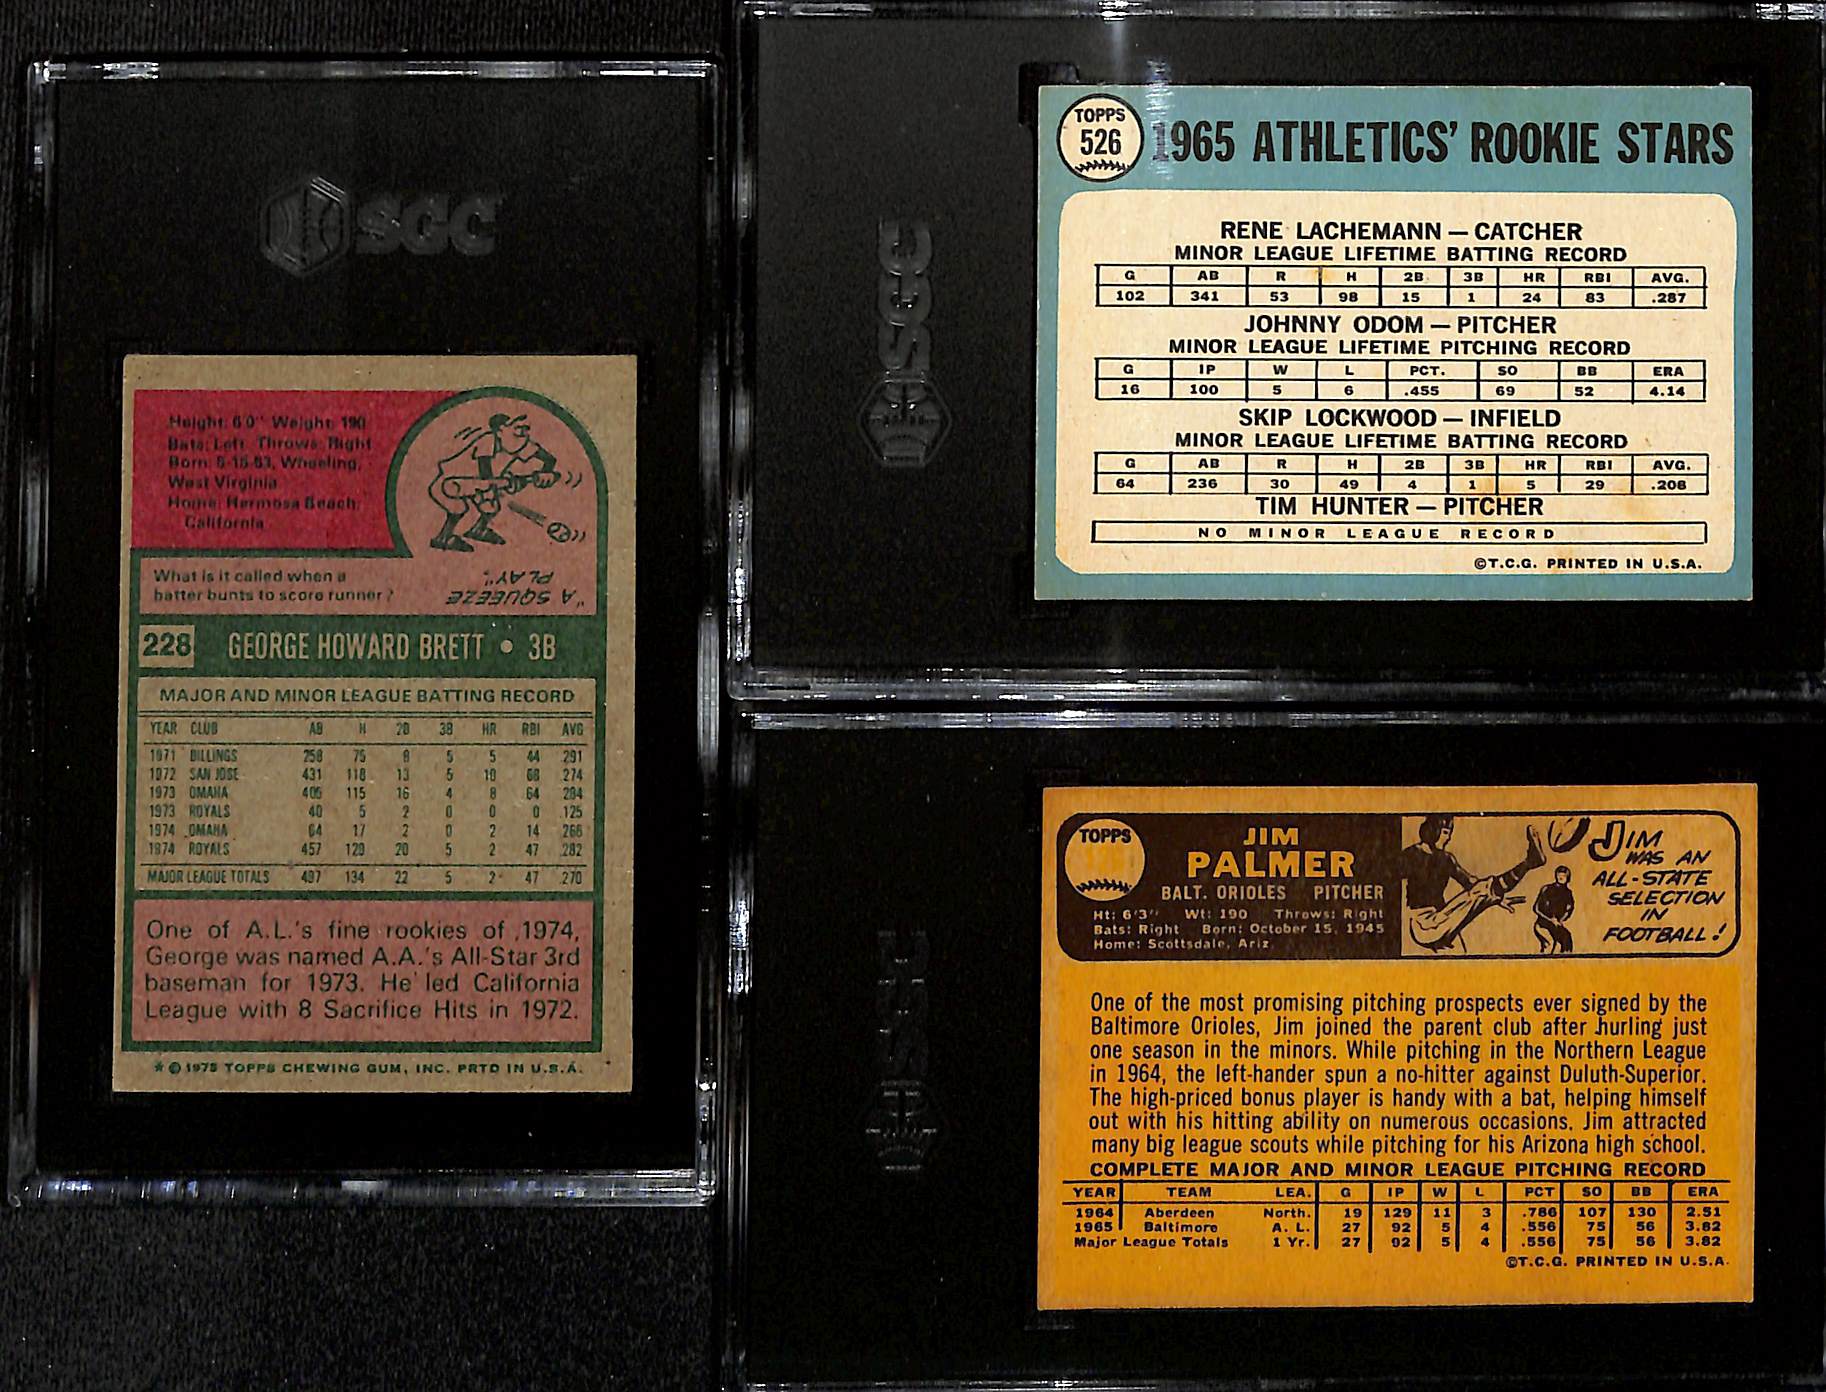 SGC
Height: 6'0" Weight: 190
Bats: Left Throws: Right
Born: 5-15-53, Wheeling,
West Virginia
Home: Hermosa Beach,
California
What is it called when a
batter bunts to score runner?
"A SQUEEZE
PLAY".
228 GEORGE HOWARD BRETT • 3B
MAJOR AND MINOR LEAGUE BATTING RECORD
YEAR CLUB AB H 2B 3B HR RBI AVG
1971 BILLINGS 258 75 8 5 5 44 .291
1972 SAN JOSE 431 118 13 5 10 68 .274
1973 OMAHA 405 115 16 4 8 64 .284
1973 ROYALS 40 5 2 0 0 0 .125
1974 OMAHA 64 17 2 0 2 14 .266
1974 ROYALS 457 129 20 5 2 47 .282
MAJOR LEAGUE TOTALS 497 134 22 5 2 47 .270
One of A.L.'s fine rookies of 1974,
George was named A.A.'s All-Star 3rd
baseman for 1973. He led California
League with 8 Sacrifice Hits in 1972.
★ © 1975 TOPPS CHEWING GUM, INC. PRTD IN U.S.A.
SGC
TOPPS
526
1965 ATHLETICS' ROOKIE STARS
RENE LACHEMANN — CATCHER
MINOR LEAGUE LIFETIME BATTING RECORD
G AB R H 2B 3B HR RBI AVG.
102 341 53 98 15 1 24 83 .287
JOHNNY ODOM — PITCHER
MINOR LEAGUE LIFETIME PITCHING RECORD
G IP W L PCT. SO BB ERA
16 100 5 6 .455 69 52 4.14
SKIP LOCKWOOD — INFIELD
MINOR LEAGUE LIFETIME BATTING RECORD
G AB R H 2B 3B HR RBI AVG.
64 236 30 49 4 1 5 29 .208
TIM HUNTER — PITCHER
NO MINOR LEAGUE RECORD
©T.C.G. PRINTED IN U.S.A.
SGC
TOPPS
126
JIM
PALMER
BALT. ORIOLES PITCHER
Ht: 6'3" Wt: 190 Throws: Right
Bats: Right Born: October 15, 1945
Home: Scottsdale, Ariz.
JIM
WAS AN
ALL-STATE
SELECTION
IN
FOOTBALL!
One of the most promising pitching prospects ever signed by the
Baltimore Orioles, Jim joined the parent club after hurling just
one season in the minors. While pitching in the Northern League
in 1964, the left-hander spun a no-hitter against Duluth-Superior.
The high-priced bonus player is handy with a bat, helping himself
out with his hitting ability on numerous occasions. Jim attracted
many big league scouts while pitching for his Arizona high school.
COMPLETE MAJOR AND MINOR LEAGUE PITCHING RECORD
YEAR TEAM LEA. G IP W L PCT SO BB ERA
1964 Aberdeen North. 19 129 11 3 .786 107 130 2.51
1965 Baltimore A. L. 27 92 5 4 .556 75 56 3.82
Major League Totals 1 Yr. 27 92 5 4 .556 75 56 3.82
©T.C.G. PRINTED IN U.S.A.